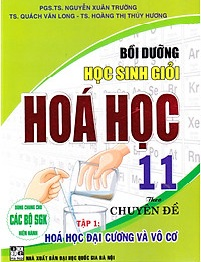 PGS.TS. NGUYỄN XUÂN TRƯỜNG
TS. QUÁCH VĂN LONG - TS. HOÀNG THỊ THÚY HƯƠNG
BỒI DƯỠNG
HỌC SINH GIỎI
HOÁ HỌC
11
Theo
CHUYÊN ĐỀ
DÙNG CHUNG CHO
CÁC BỘ SGK
HIỆN HÀNH
TẬP 1:
HOÁ HỌC ĐẠI CƯƠNG VÀ VÔ CƠ
NHÀ XUẤT BẢN ĐẠI HỌC QUỐC GIA HÀ NỘI